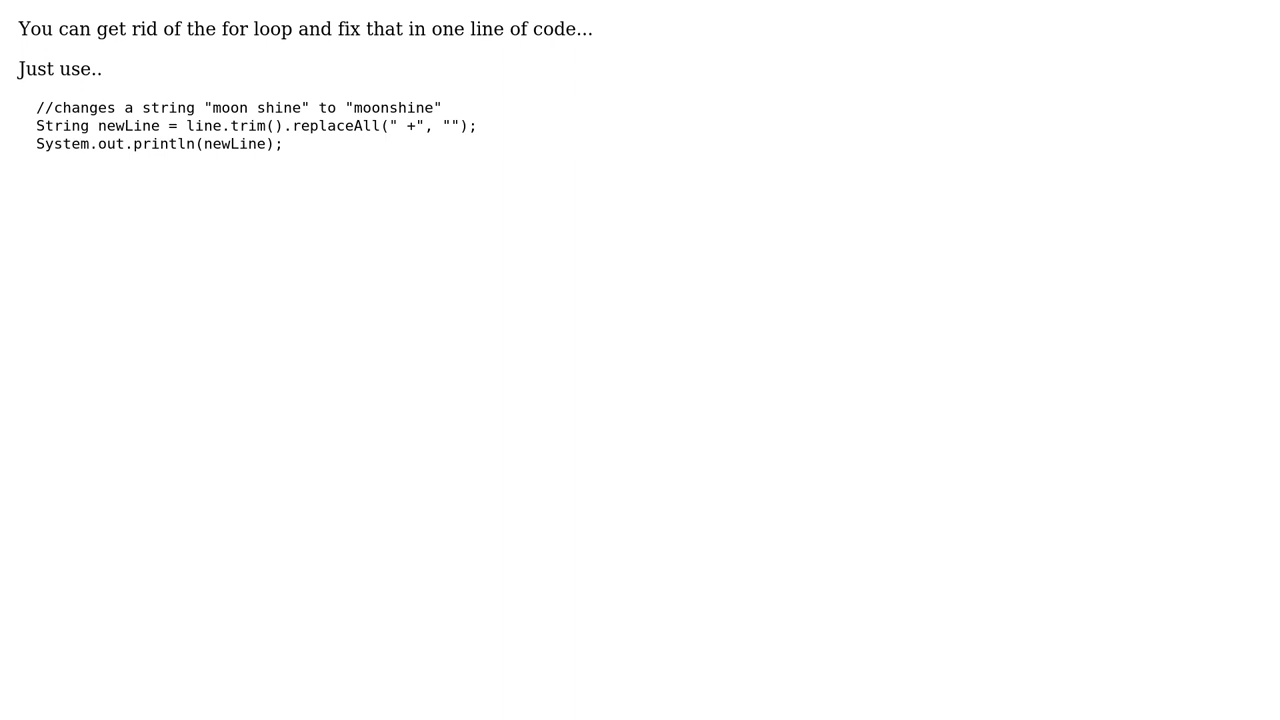 You can get rid of the for loop and fix that in one line of code...
Just use..
//changes a string "moon shine" to "moonshine"
String newLine = line.trim().replaceAll(" +", "");
System.out.println(newLine);